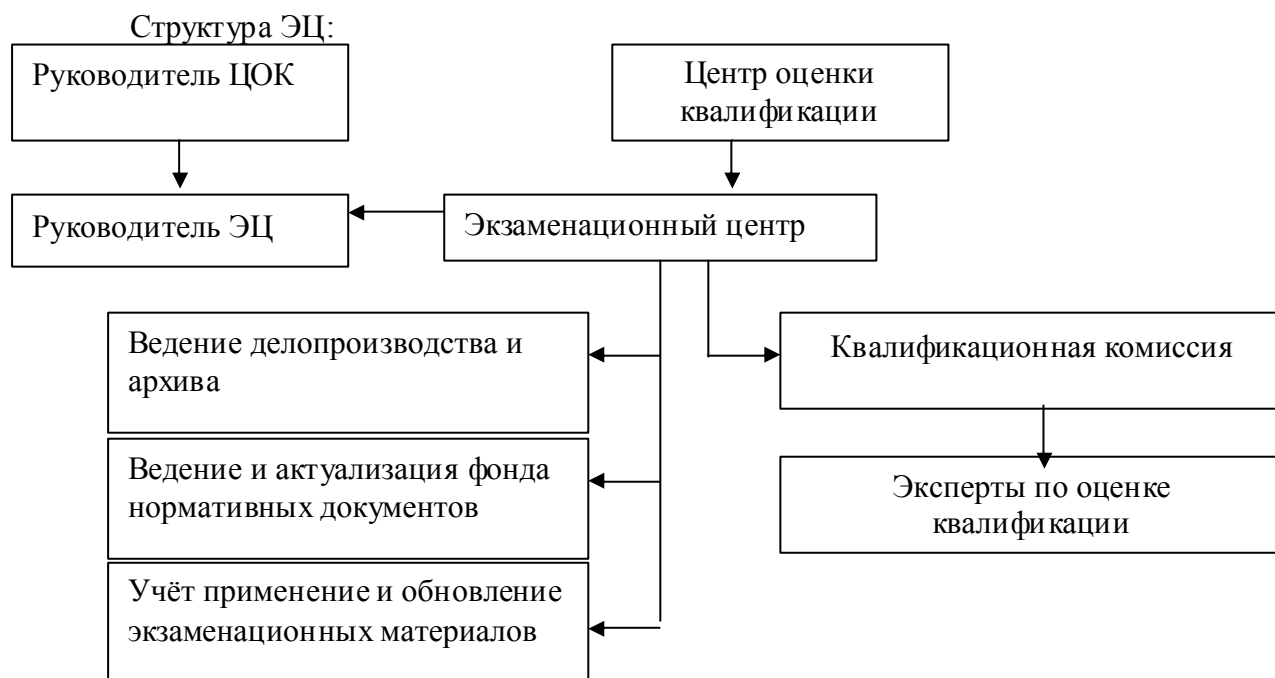 Структура ЭЦ:
Руководитель ЦОК
Центр оценки
квалификации
Руководитель ЭЦ
Экзаменационный центр
Ведение делопроизводства и
архива
Квалификационная комиссия
Ведение и актуализация фонда
нормативных документов
Эксперты по оценке
квалификации
Учёт применение и обновление
экзаменационных материалов